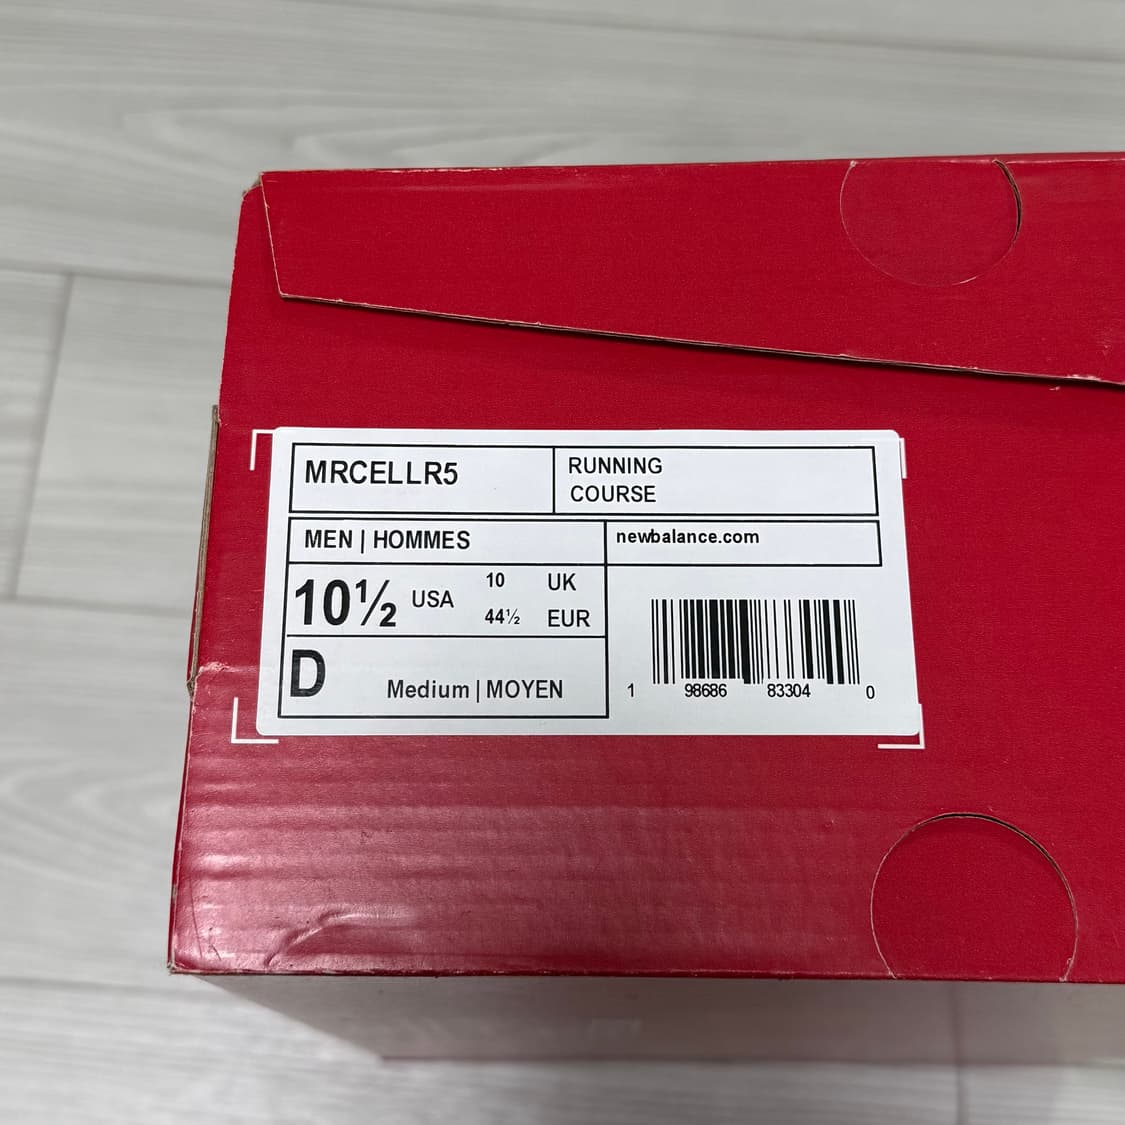 MRCELLR5
RUNNING
COURSE
MEN | HOMMES
newbalance.com
10½ USA
10 UK
44½ EUR
D
Medium | MOYEN
1 98686 83304 0